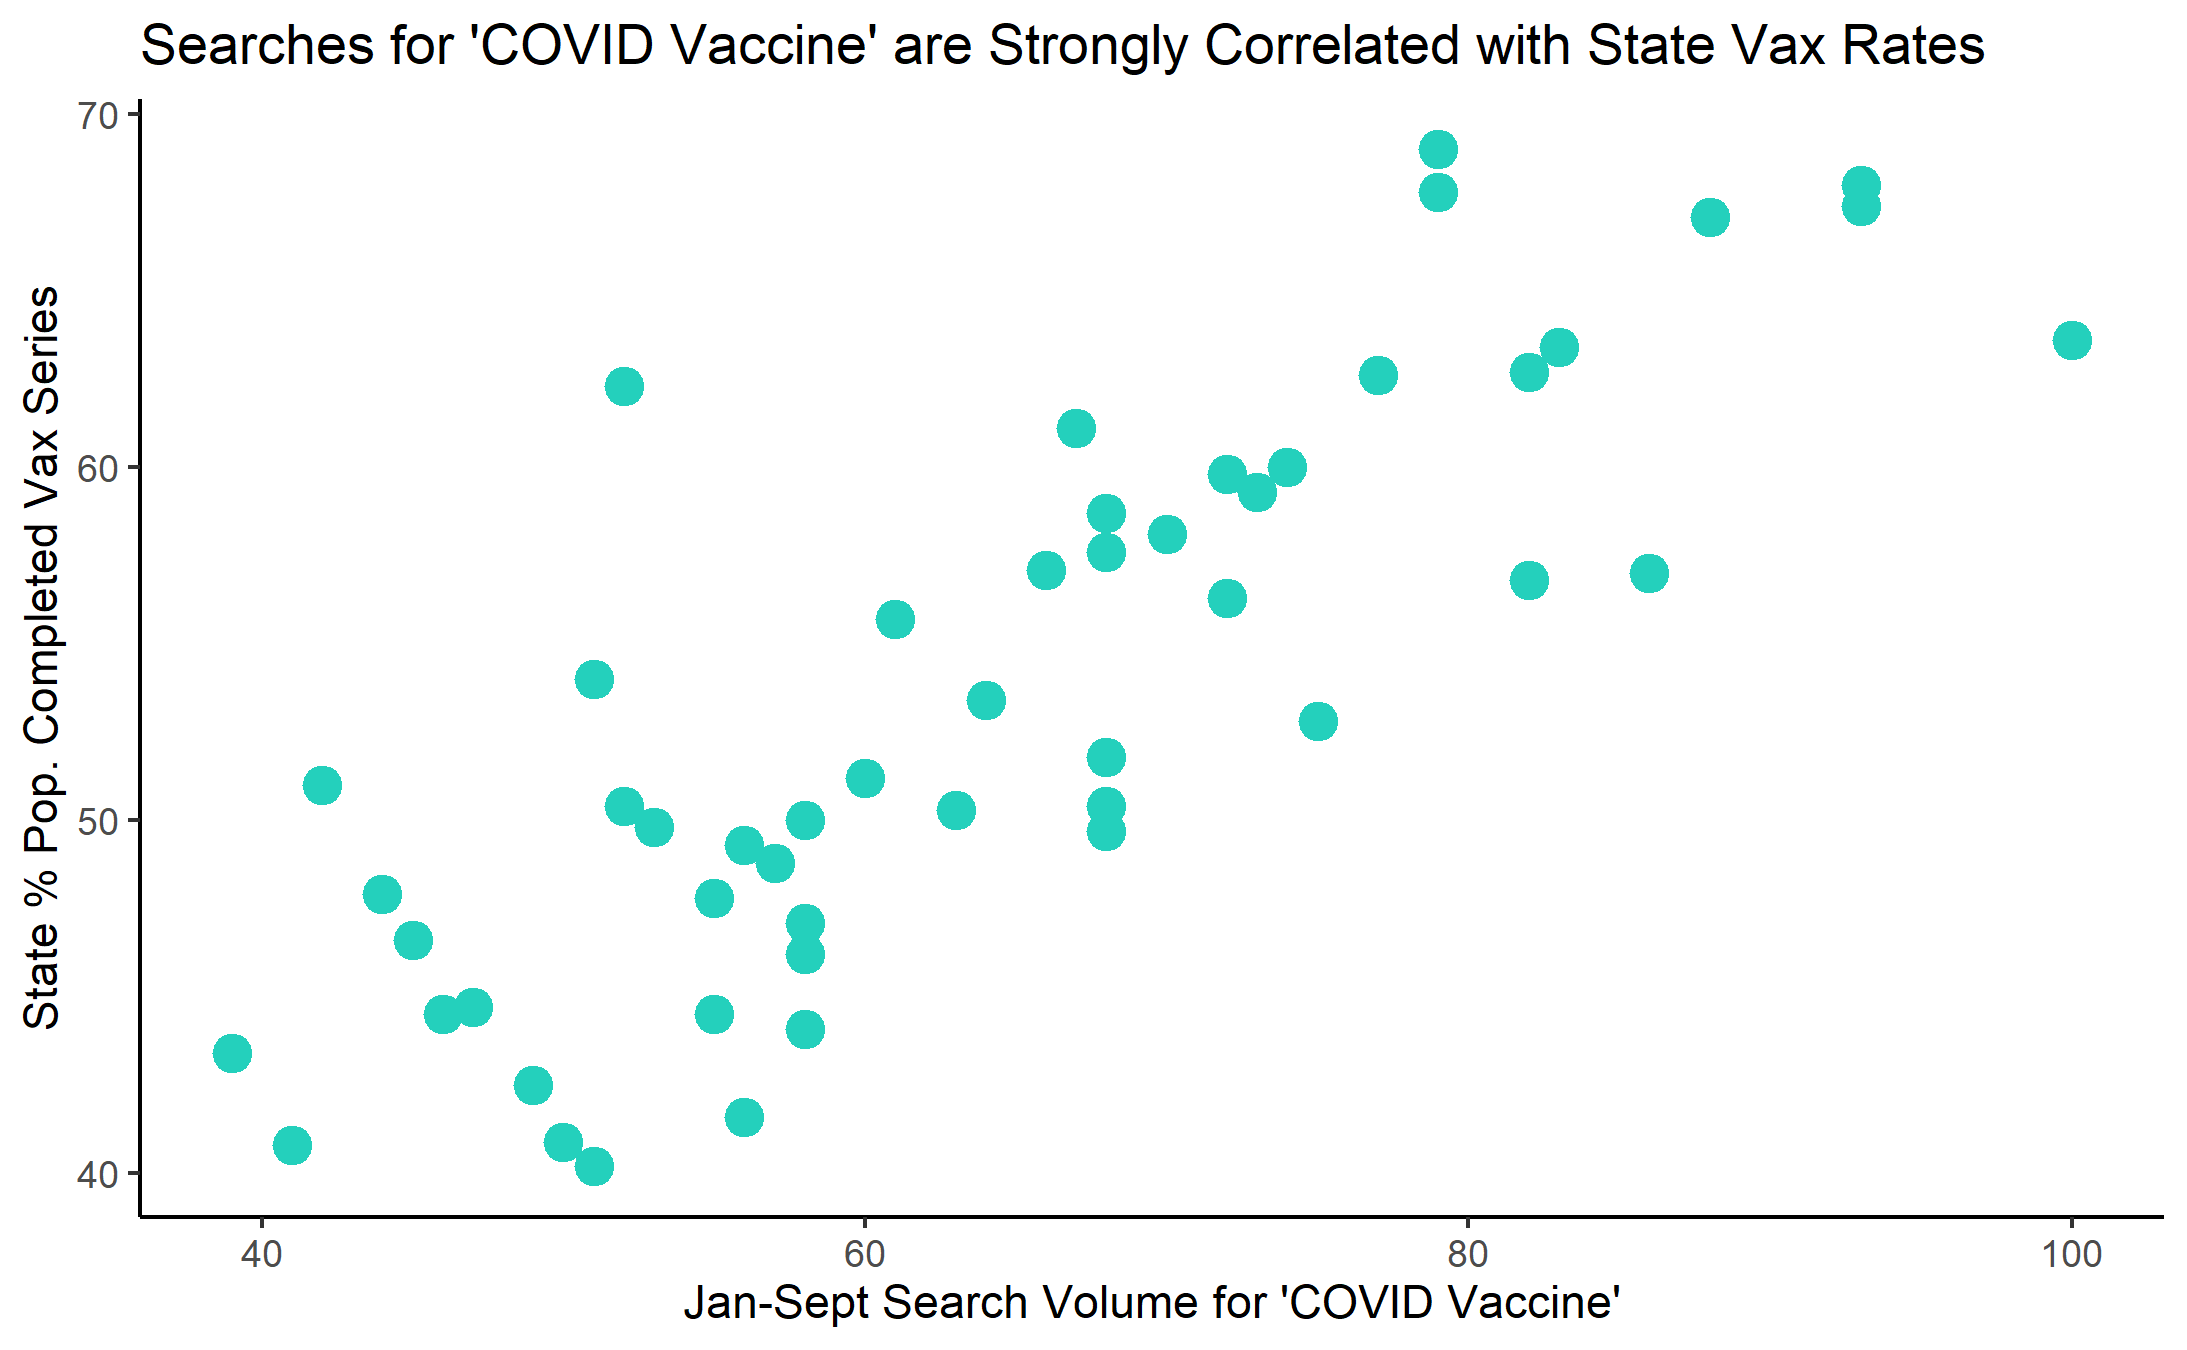 Searches for 'COVID Vaccine' are Strongly Correlated with State Vax Rates
State % Pop. Completed Vax Series
70
60
50
40
40 60 80 100
Jan-Sept Search Volume for 'COVID Vaccine'